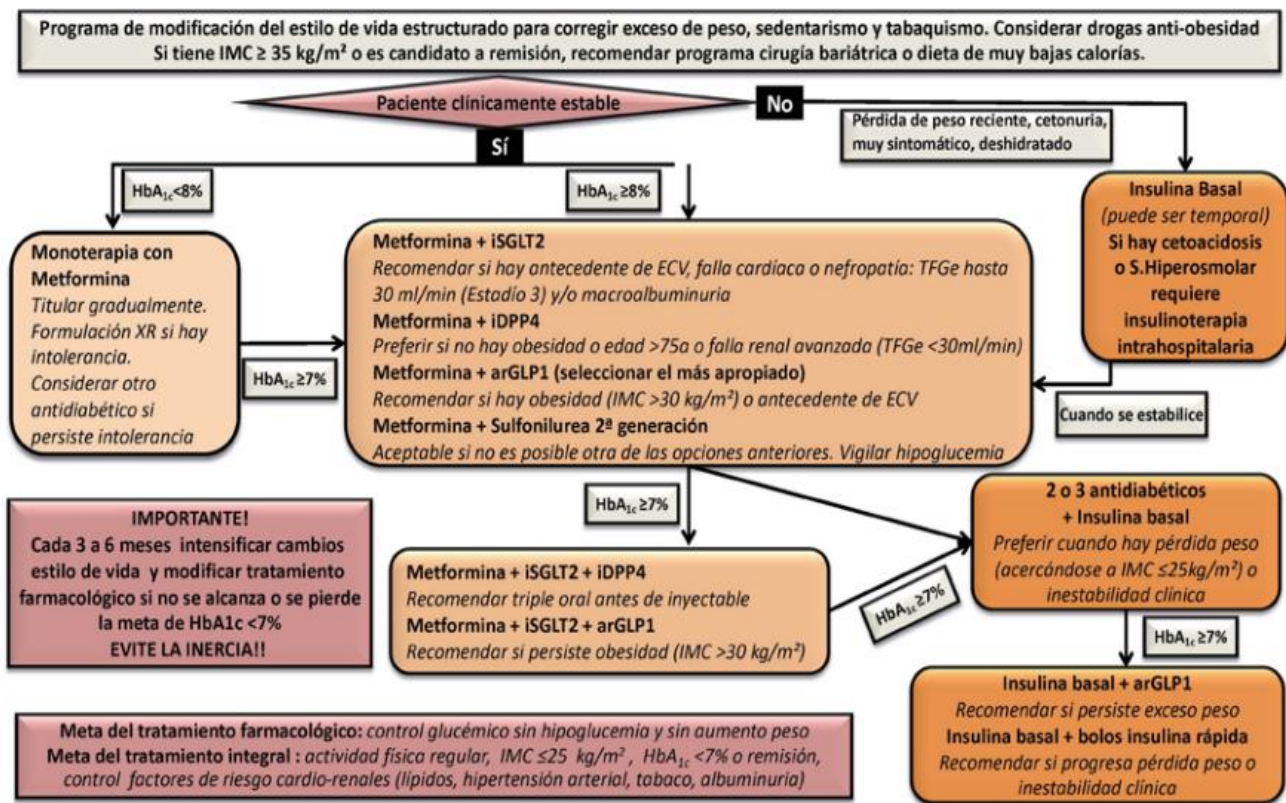 Programa de modificación del estilo de vida estructurado para corregir exceso de peso, sedentarismo y tabaquismo. Considerar drogas anti-obesidad
Si tiene IMC ≥ 35 kg/m² o es candidato a remisión, recomendar programa cirugía bariátrica o dieta de muy bajas calorías.
Paciente clínicamente estable
No
Sí
Pérdida de peso reciente, cetonuria,
muy sintomático, deshidratado
HbA1c<8%
HbA1c≥8%
Insulina Basal
(puede ser temporal)
Si hay cetoacidosis
o S.Hiperosmolar
requiere
insulinoterapia
intrahospitalaria
Monoterapia con
Metformina
Titular gradualmente.
Formulación XR si hay
intolerancia.
Considerar otro
antidiabético si
persiste intolerancia
HbA1c≥7%
Metformina + iSGLT2
Recomendar si hay antecedente de ECV, falla cardíaca o nefropatía: TFGe hasta
30 ml/min (Estadío 3) y/o macroalbuminuria
Metformina + iDPP4
Preferir si no hay obesidad o edad >75a o falla renal avanzada (TFGe <30ml/min)
Metformina + arGLP1 (seleccionar el más apropiado)
Recomendar si hay obesidad (IMC >30 kg/m²) o antecedente de ECV
Metformina + Sulfonilurea 2ª generación
Aceptable si no es posible otra de las opciones anteriores. Vigilar hipoglucemia
Cuando se estabilice
HbA1c≥7%
IMPORTANTE!
Cada 3 a 6 meses intensificar cambios
estilo de vida y modificar tratamiento
farmacológico si no se alcanza o se pierde
la meta de HbA1c <7%
EVITE LA INERCIA!!
Metformina + iSGLT2 + iDPP4
Recomendar triple oral antes de inyectable
Metformina + iSGLT2 + arGLP1
Recomendar si persiste obesidad (IMC >30 kg/m²)
HbA1c≥7%
2 o 3 antidiabéticos
+ Insulina basal
Preferir cuando hay pérdida peso
(acercándose a IMC ≤25kg/m²) o
inestabilidad clínica
HbA1c≥7%
Insulina basal + arGLP1
Recomendar si persiste exceso peso
Insulina basal + bolos insulina rápida
Recomendar si progresa pérdida peso o
inestabilidad clínica
Meta del tratamiento farmacológico: control glucémico sin hipoglucemia y sin aumento peso
Meta del tratamiento integral : actividad física regular, IMC ≤25 kg/m² , HbA1c <7% o remisión,
control factores de riesgo cardio-renales (lípidos, hipertensión arterial, tabaco, albuminuria)